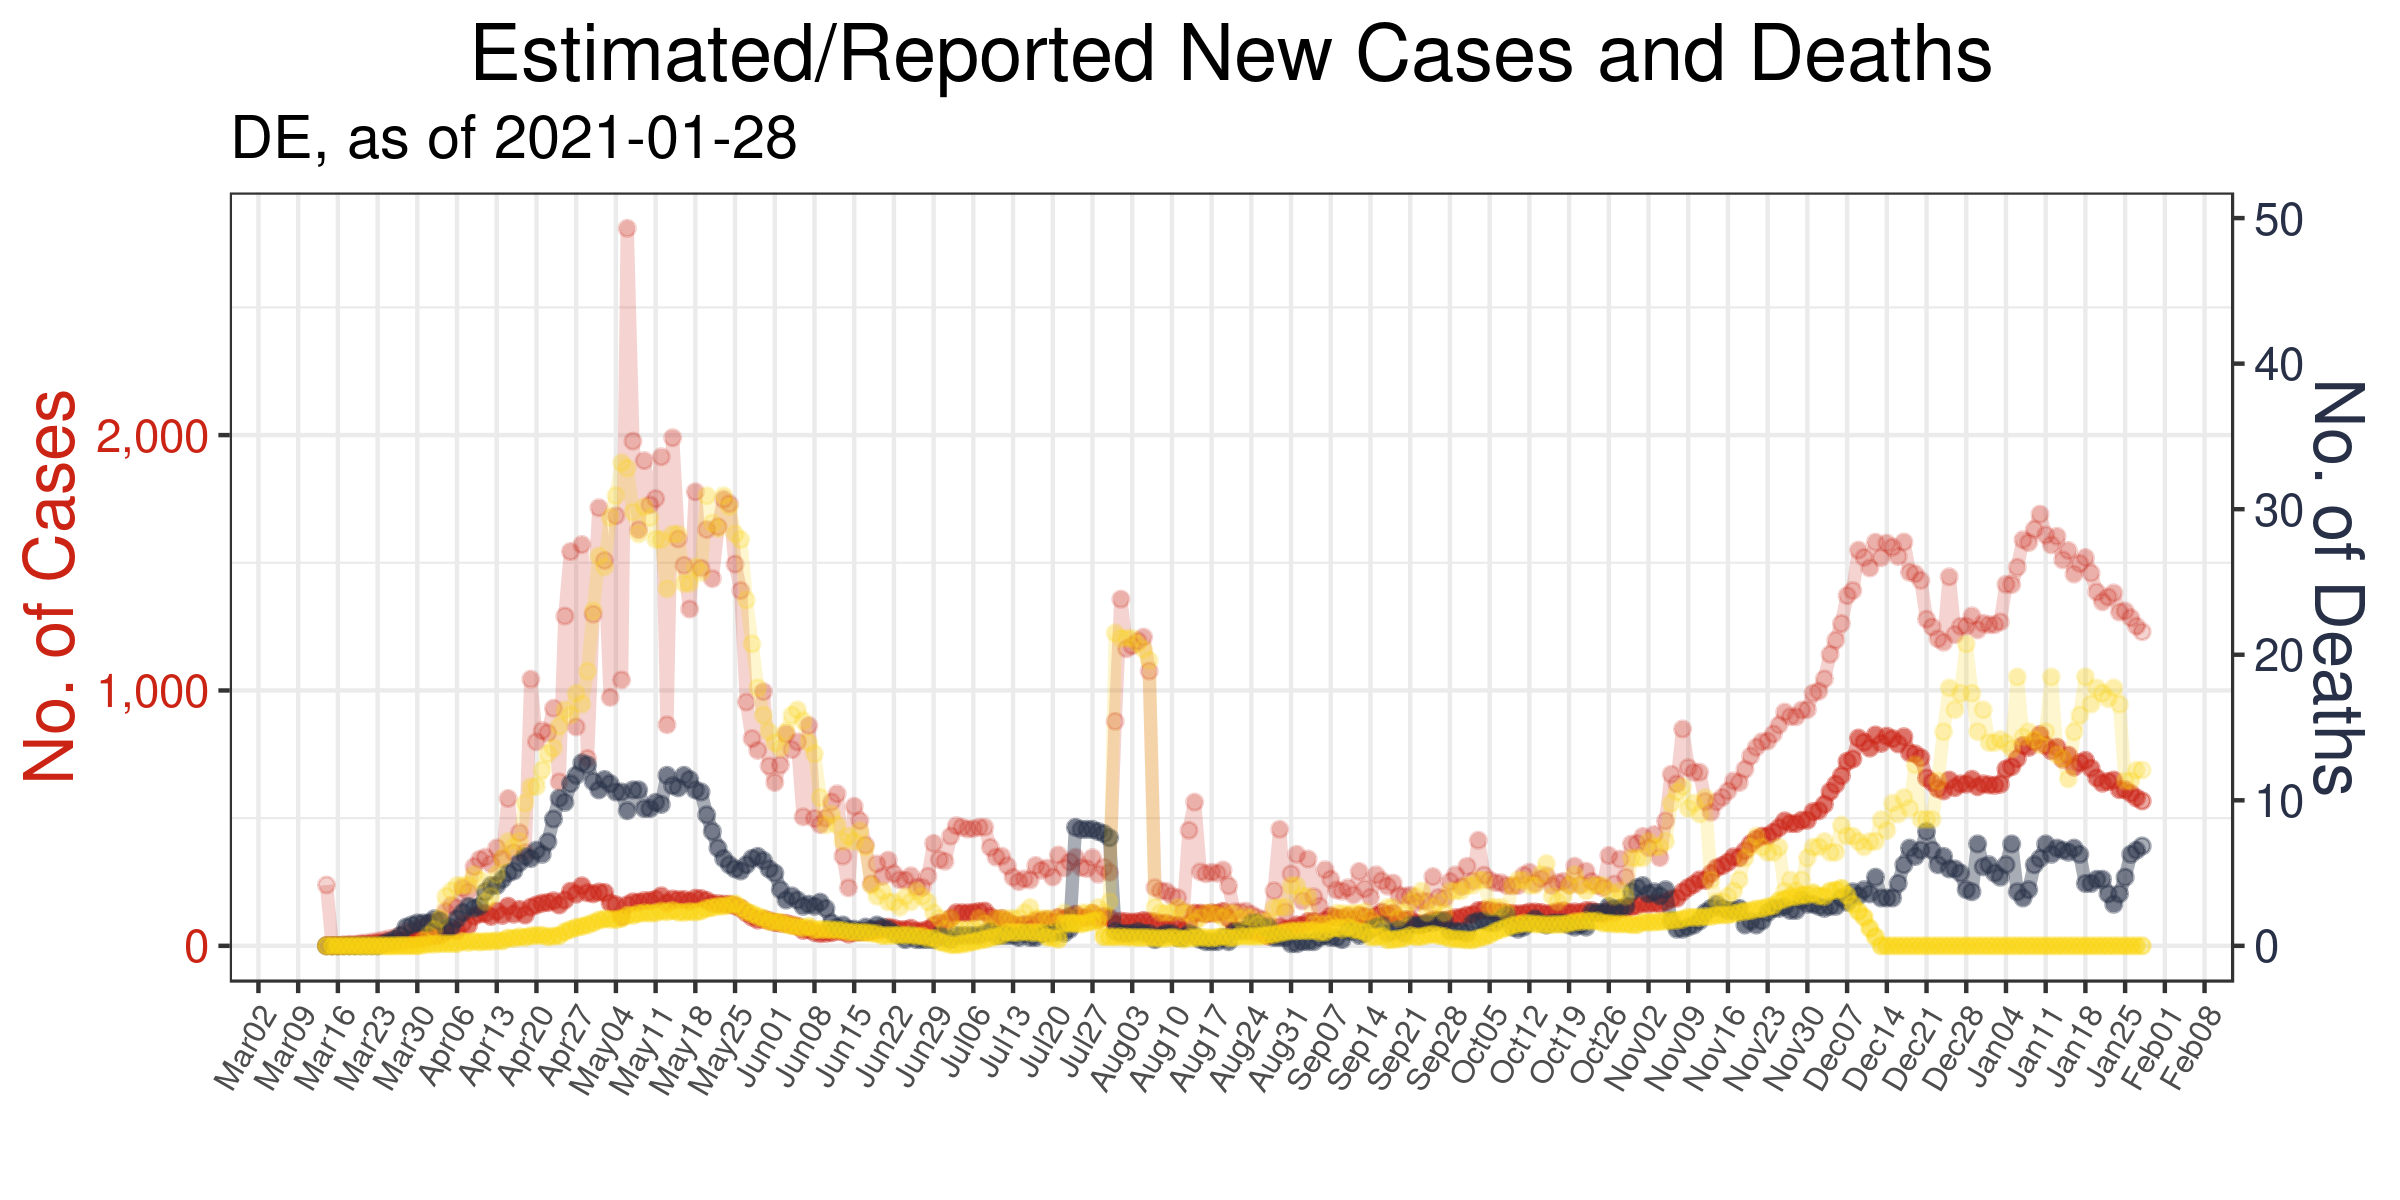 Estimated/Reported New Cases and Deaths
DE, as of 2021-01-28
No. of Cases
2,000
1,000
0
50
40
30
20
10
0
No. of Deaths
Mar02
Mar09
Mar16
Mar23
Mar30
Apr06
Apr13
Apr20
Apr27
May04
May11
May18
May25
Jun01
Jun08
Jun15
Jun22
Jun29
Jul06
Jul13
Jul20
Jul27
Aug03
Aug10
Aug17
Aug24
Aug31
Sep07
Sep14
Sep21
Sep28
Oct05
Oct12
Oct19
Oct26
Nov02
Nov09
Nov16
Nov23
Nov30
Dec07
Dec14
Dec21
Dec28
Jan04
Jan11
Jan18
Jan25
Feb01
Feb08